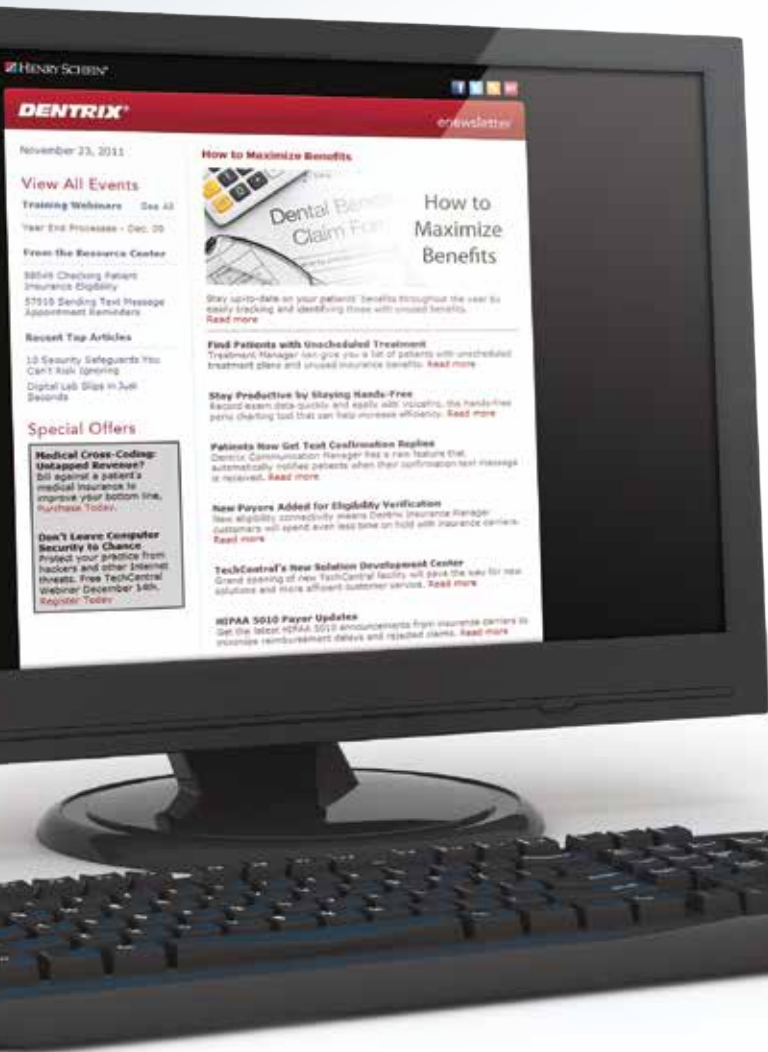 HENRY SCHEIN®
DENTRIX®
enewsletter
November 23, 2011
View All Events
Training Webinars See All
Year End Processes - Dec. 09
From the Resource Center
Checking Patient
Insurance Eligibility
Sending Text Message
Appointment Reminders
Recent Top Articles
10 Security Safeguards You
Can't Risk Ignoring
Digital Lab Slips in Just
Seconds
Special Offers
Medical Cross-Coding:
Untapped Revenue?
Bill against a patient's
medical insurance to
improve your bottom line.
Purchase Today.
Don't Leave Computer
Security to Chance
Protect your practice from
hackers and other Internet
threats. Free TechCentral
Webinar December 14th.
Register Today
How to Maximize Benefits
Dental Benefits
Claim Form
How to
Maximize
Benefits
Stay up-to-date on your patients' benefits throughout the year by
easily tracking and identifying those with unused benefits.
Read more
Find Patients with Unscheduled Treatment
Treatment Manager can give you a list of patients with unscheduled
treatment plans and unused insurance benefits. Read more
Stay Productive by Staying Hands-Free
Record exam data quickly and easily with voicePro, the hands-free
perio charting tool that can help increase efficiency. Read more
Patients Now Get Text Confirmation Replies
Dentrix Communication Manager has a new feature that
automatically notifies patients when their confirmation text message
is received. Read more
New Payors Added for Eligibility Verification
New eligibility connectivity means Dentrix Insurance Manager
customers will spend even less time on hold with insurance carriers.
Read more
TechCentral's New Solution Development Center
Grand opening of new TechCentral facility will pave the way for new
solutions and more efficient customer service. Read more
HIPAA 5010 Payor Updates
Get the latest HIPAA 5010 announcements from insurance carriers to
minimize reimbursement delays and rejected claims. Read more